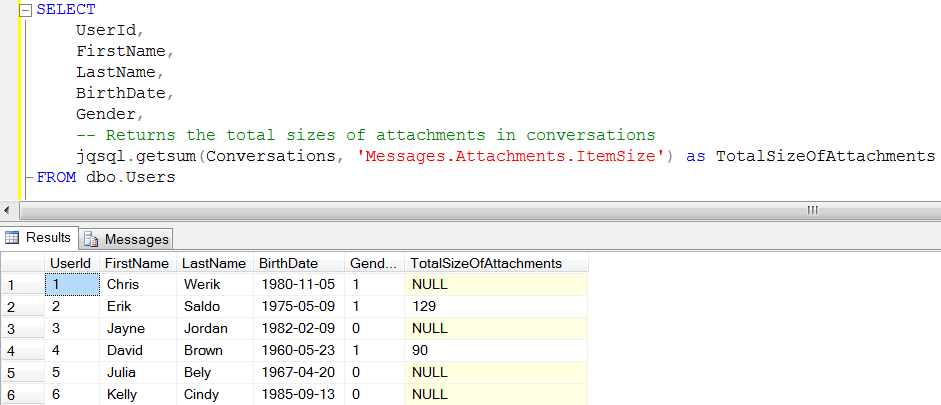 SELECT
UserId,
FirstName,
LastName,
BirthDate,
Gender,
-- Returns the total sizes of attachments in conversations
jqsql.getsum(Conversations, 'Messages.Attachments.ItemSize') as TotalSizeOfAttachments
FROM dbo.Users
Results Messages
UserId FirstName LastName BirthDate Gend... TotalSizeOfAttachments
1 1 Chris Werik 1980-11-05 1 NULL
2 2 Erik Saldo 1975-05-09 1 129
3 3 Jayne Jordan 1982-02-09 0 NULL
4 4 David Brown 1960-05-23 1 90
5 5 Julia Bely 1967-04-20 0 NULL
6 6 Kelly Cindy 1985-09-13 0 NULL